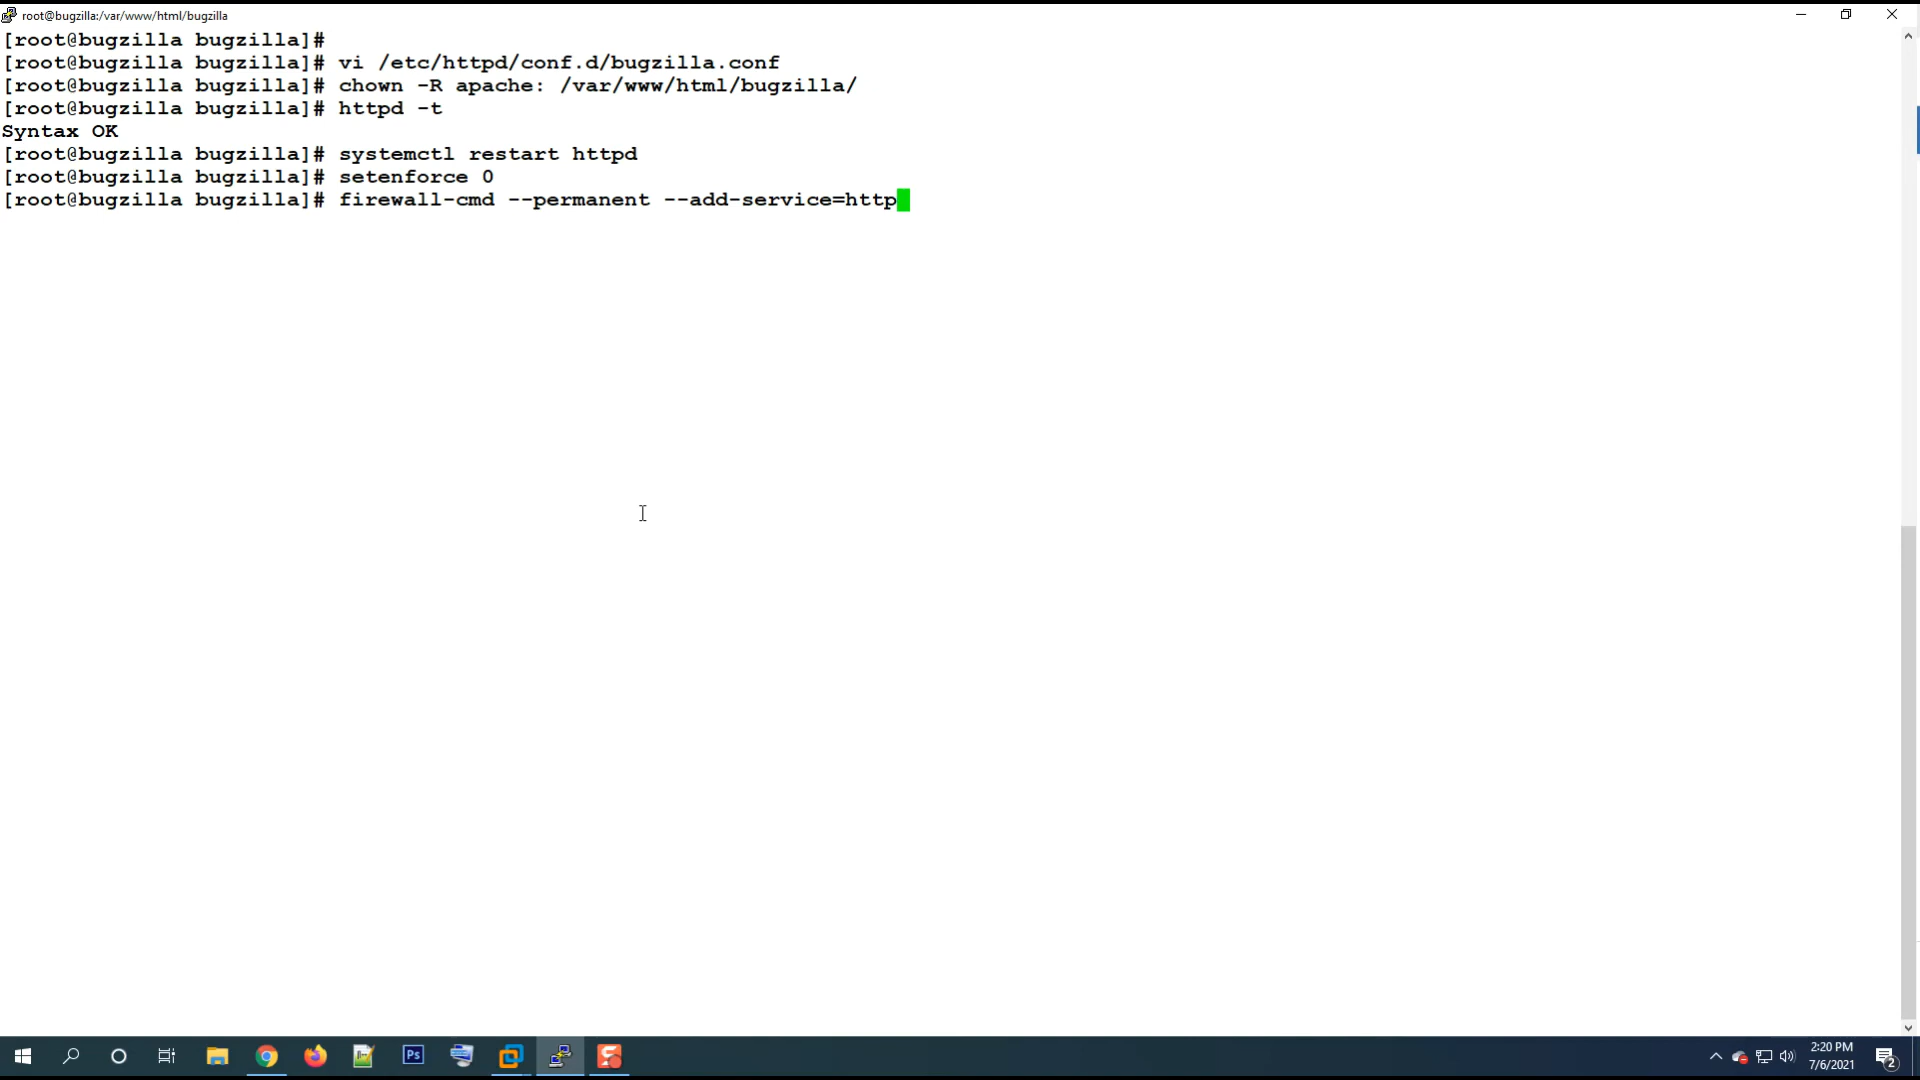 root@bugzilla:/var/www/html/bugzilla
[root@bugzilla bugzilla]#
[root@bugzilla bugzilla]# vi /etc/httpd/conf.d/bugzilla.conf
[root@bugzilla bugzilla]# chown -R apache: /var/www/html/bugzilla/
[root@bugzilla bugzilla]# httpd -t
Syntax OK
[root@bugzilla bugzilla]# systemctl restart httpd
[root@bugzilla bugzilla]# setenforce 0
[root@bugzilla bugzilla]# firewall-cmd --permanent --add-service=http
Ps
2:20 PM
7/6/2021
2